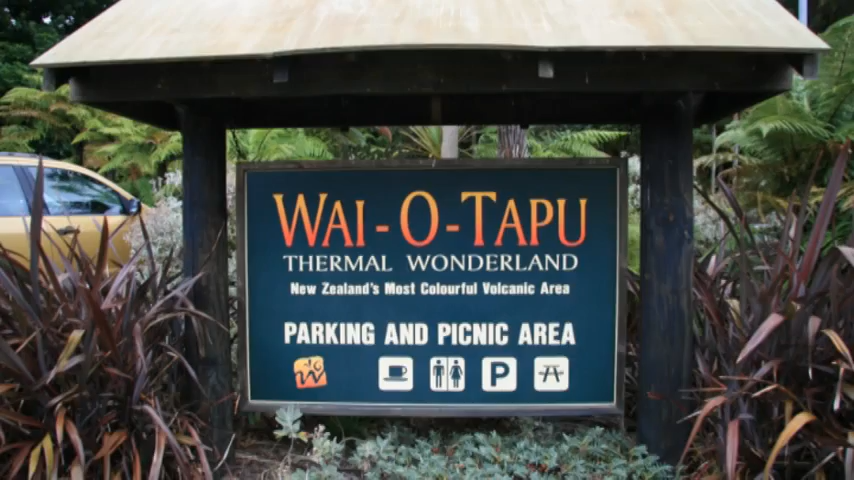 WAI-O-TAPU
THERMAL WONDERLAND
New Zealand's Most Colourful Volcanic Area
PARKING AND PICNIC AREA
P